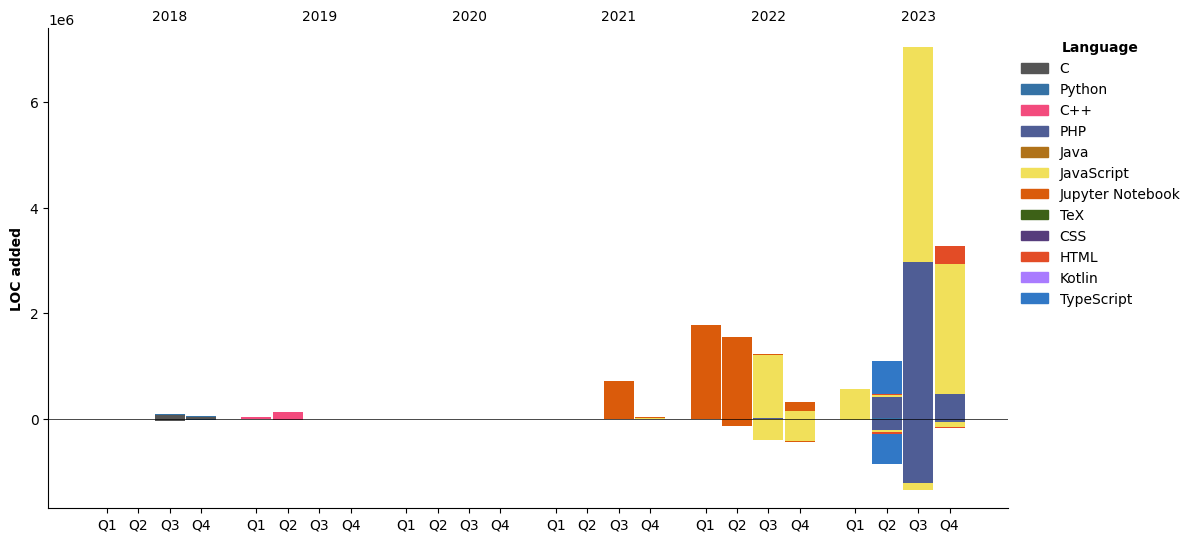 1e6
2018 2019 2020 2021 2022 2023
LOC added
6
4
2
0
Q1 Q2 Q3 Q4 Q1 Q2 Q3 Q4 Q1 Q2 Q3 Q4 Q1 Q2 Q3 Q4 Q1 Q2 Q3 Q4 Q1 Q2 Q3 Q4
Language
C
Python
C++
PHP
Java
JavaScript
Jupyter Notebook
TeX
CSS
HTML
Kotlin
TypeScript